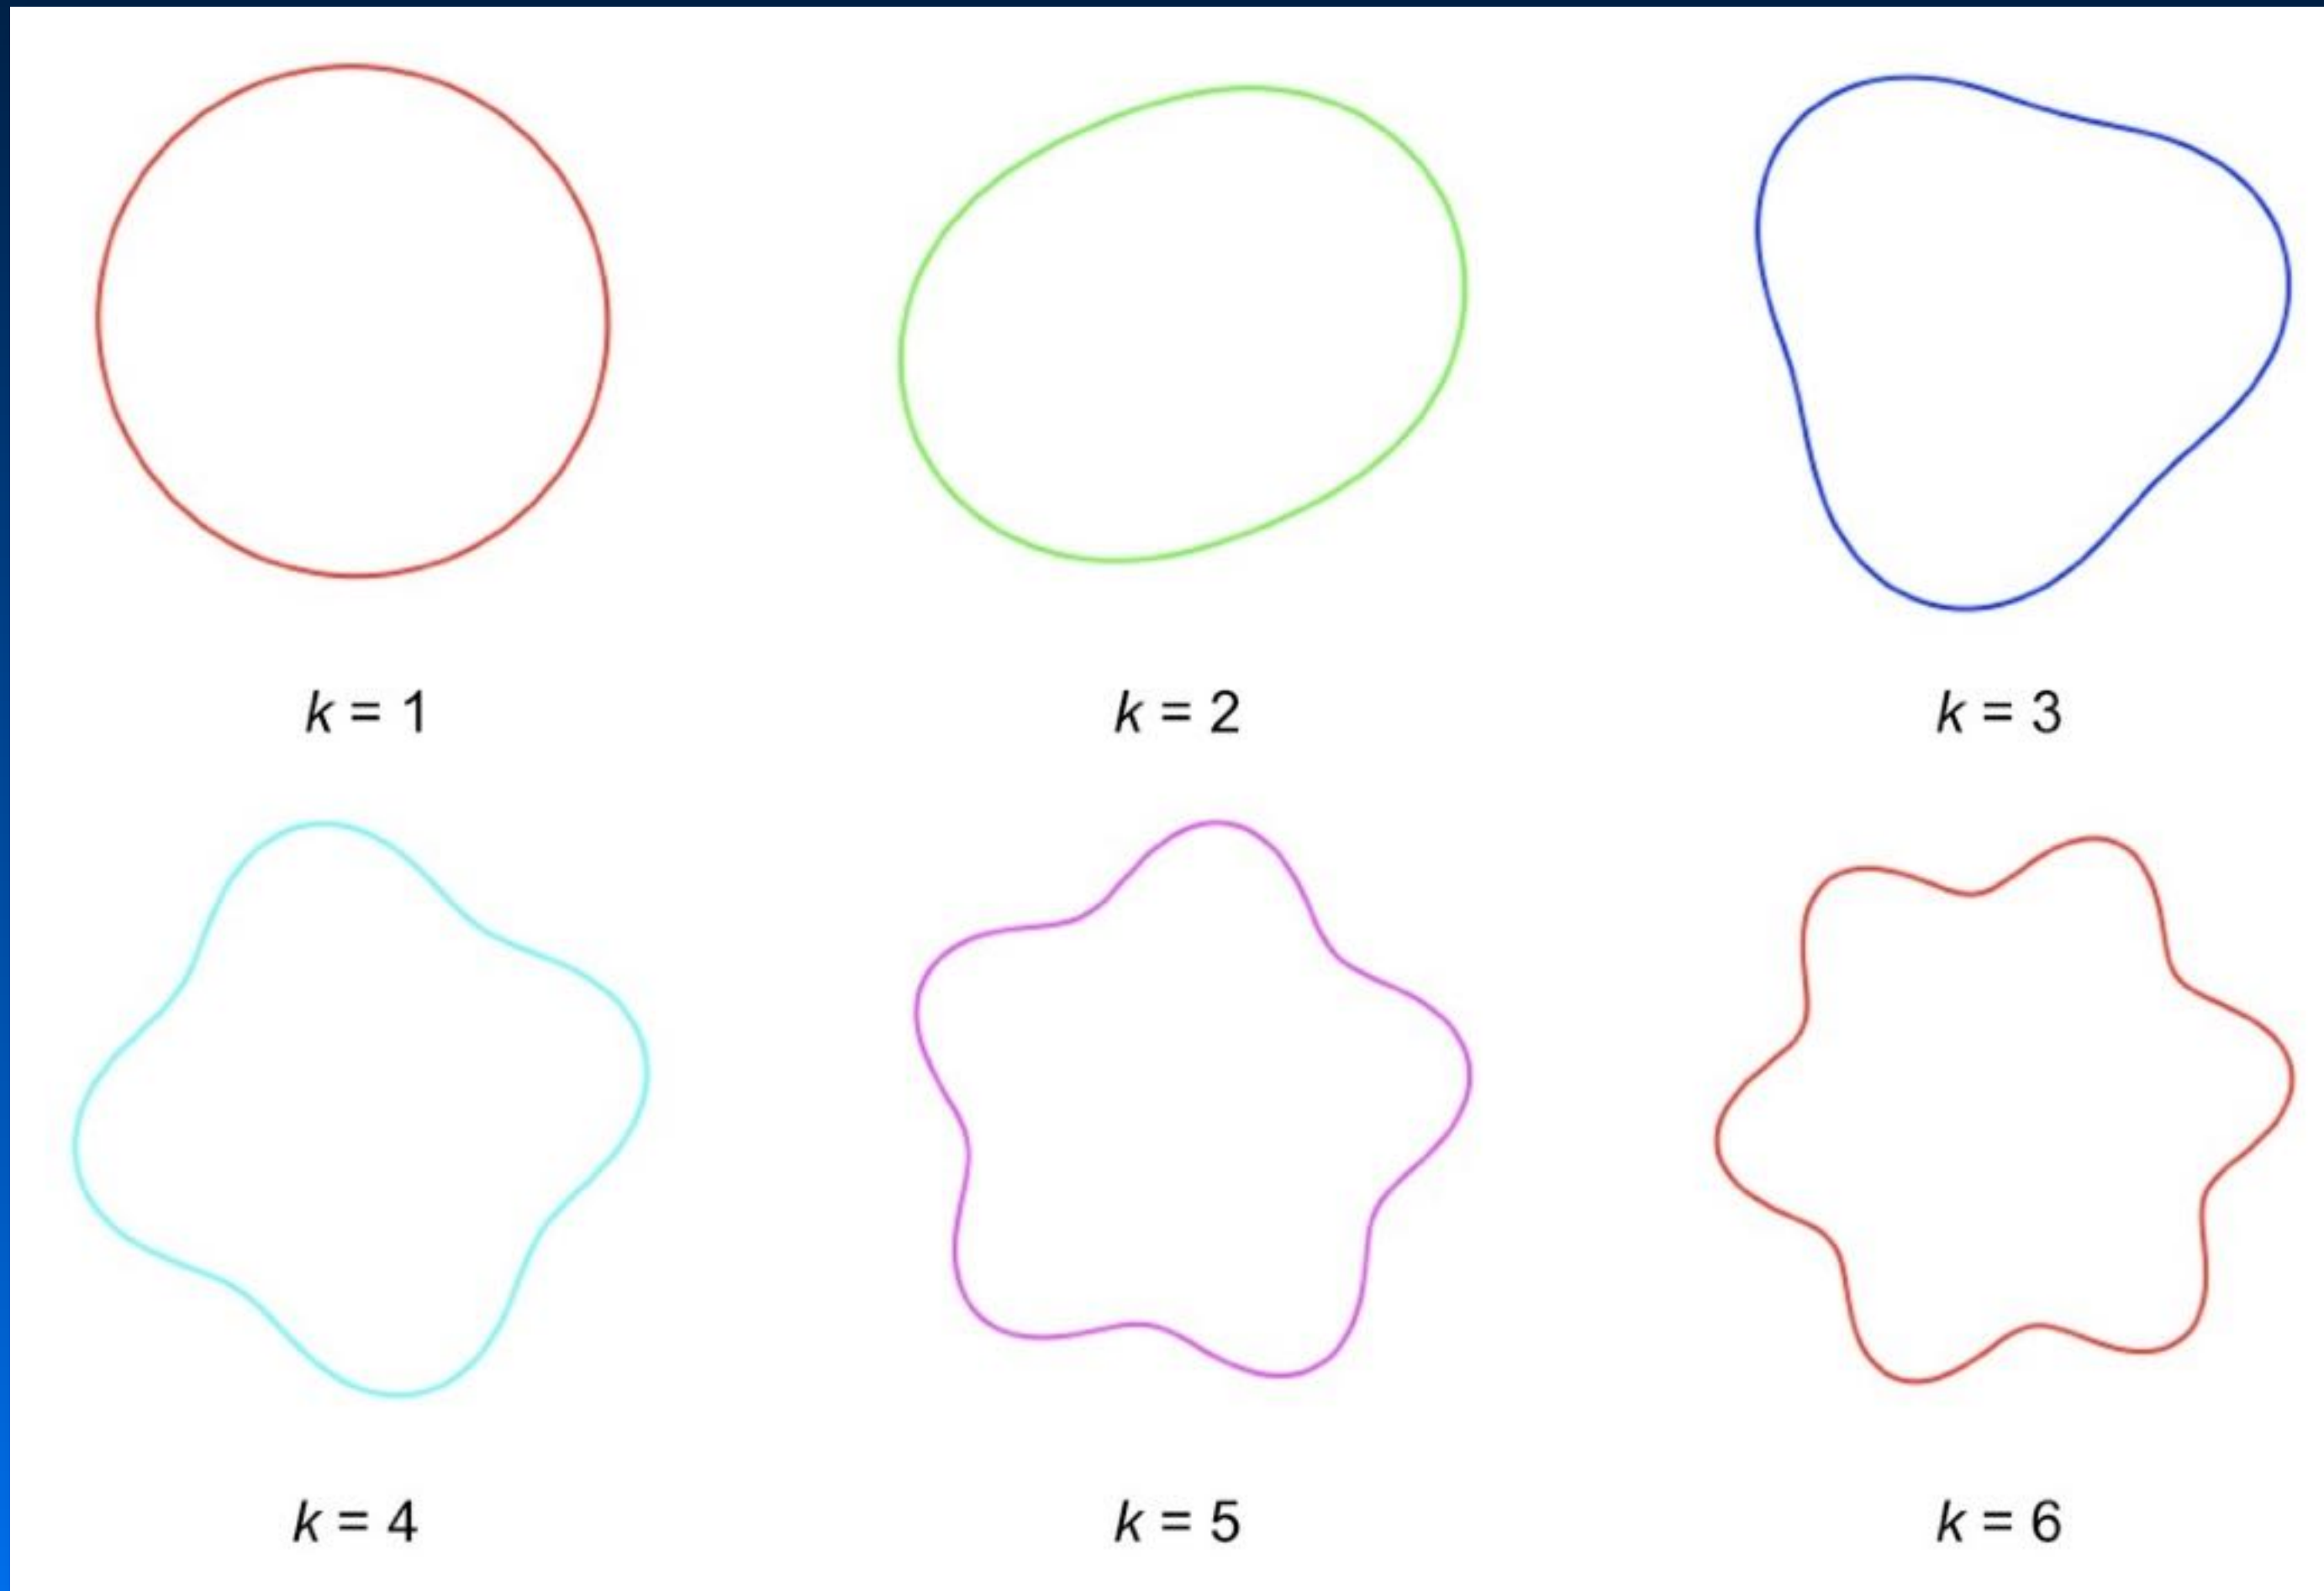 k = 1
k = 2
k = 3
k = 4
k = 5
k = 6